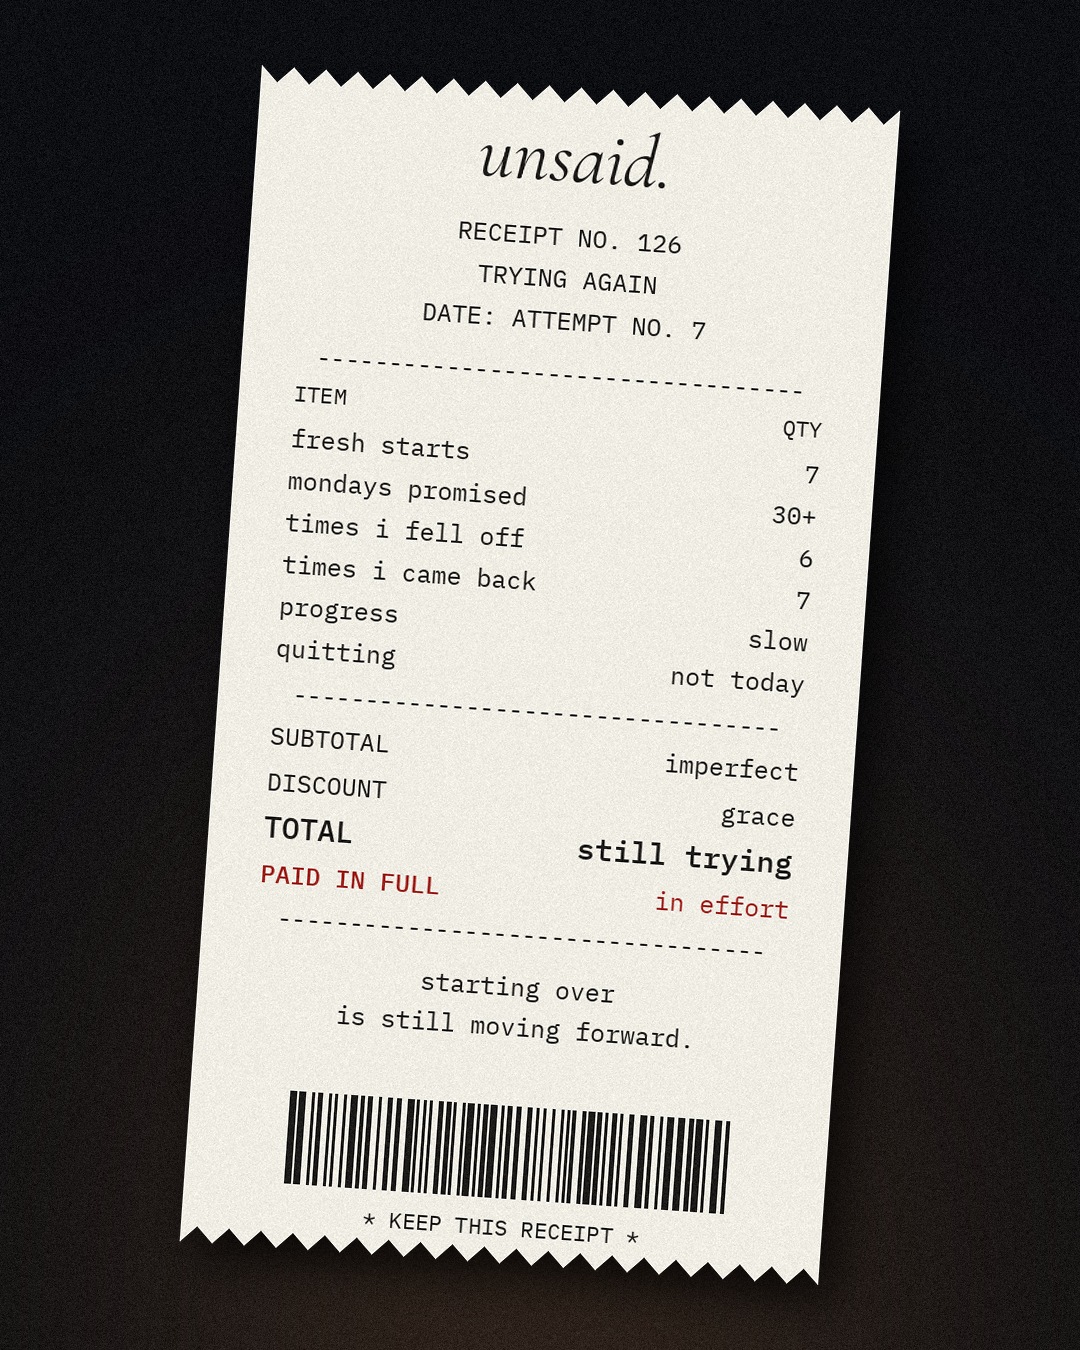 unsaid.
RECEIPT NO. 126
TRYING AGAIN
DATE: ATTEMPT NO. 7
---------------------------------
ITEM QTY
fresh starts 7
mondays promised 30+
times i fell off 6
times i came back 7
progress slow
quitting not today
---------------------------------
SUBTOTAL imperfect
DISCOUNT grace
TOTAL still trying
PAID IN FULL in effort
---------------------------------
starting over
is still moving forward.
* KEEP THIS RECEIPT *